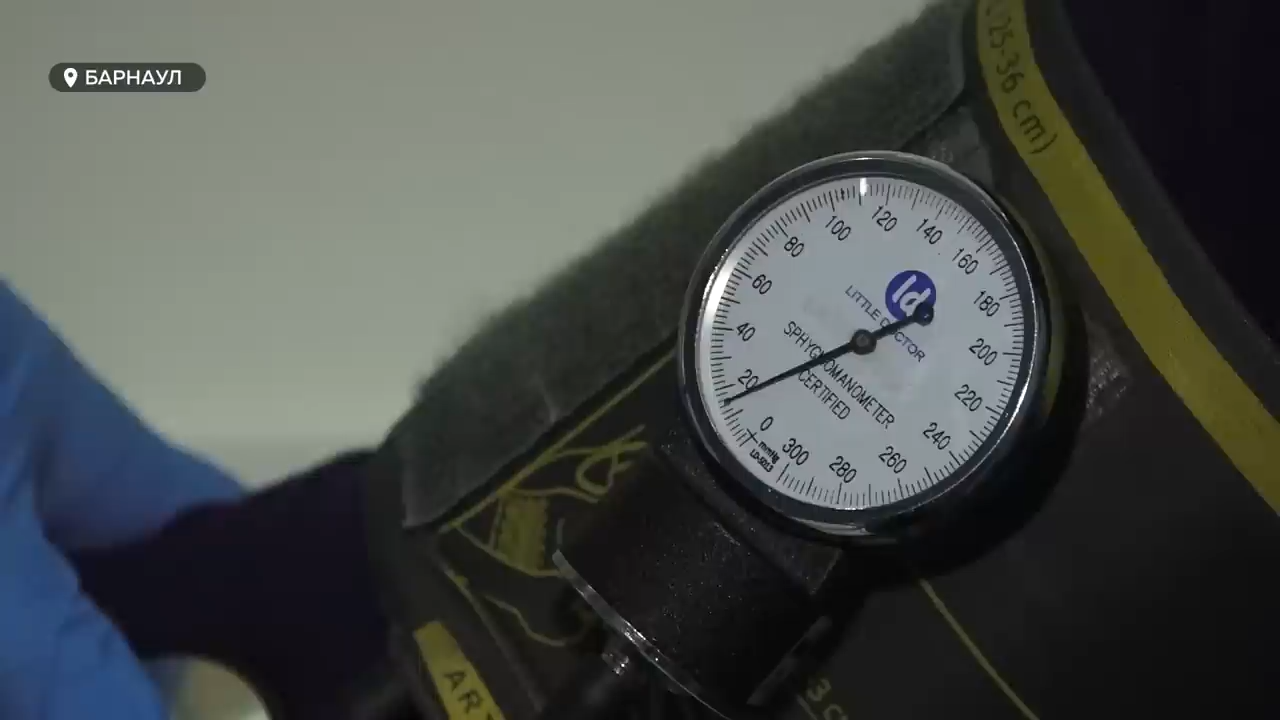 БАРНАУЛ
25-36 cm)
0
20
40
60
80
100
120
140
160
180
200
220
240
260
280
300
mmHg
ld
LITTLE DOCTOR
SPHYGMOMANOMETER
CERTIFIED